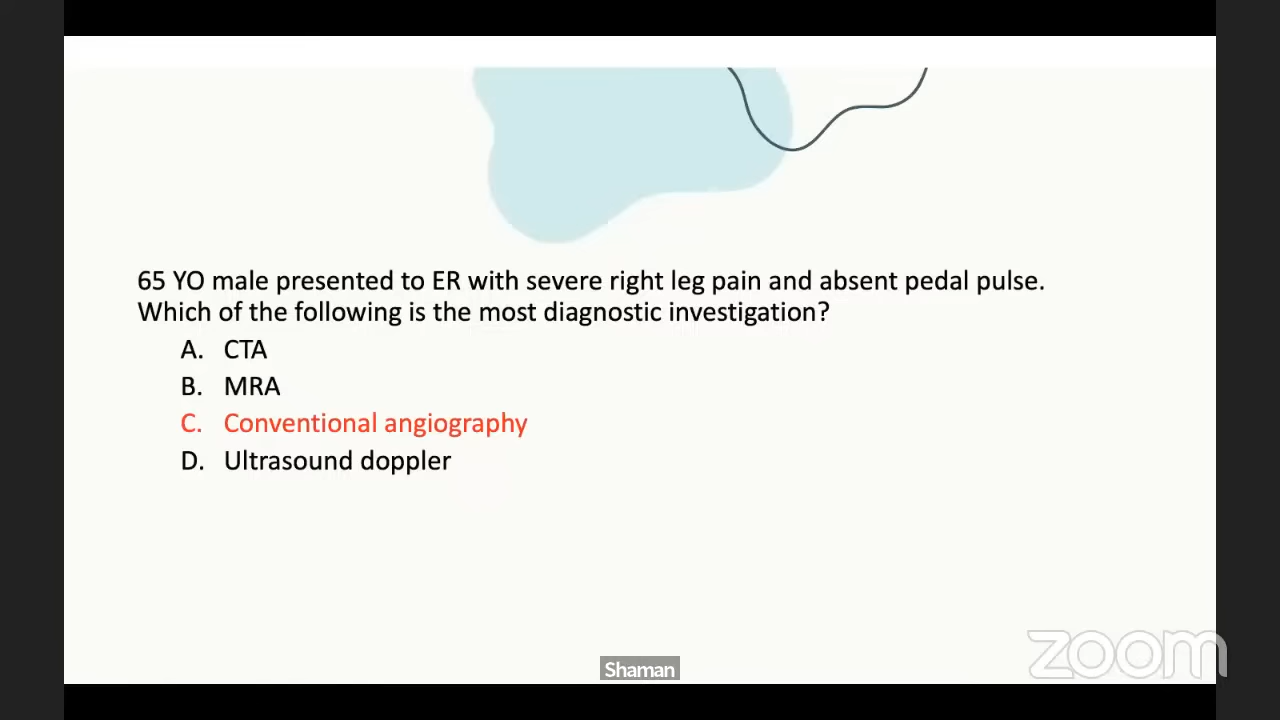 65 YO male presented to ER with severe right leg pain and absent pedal pulse.
Which of the following is the most diagnostic investigation?
A. CTA
B. MRA
C. Conventional angiography
D. Ultrasound doppler
Shaman
zoom